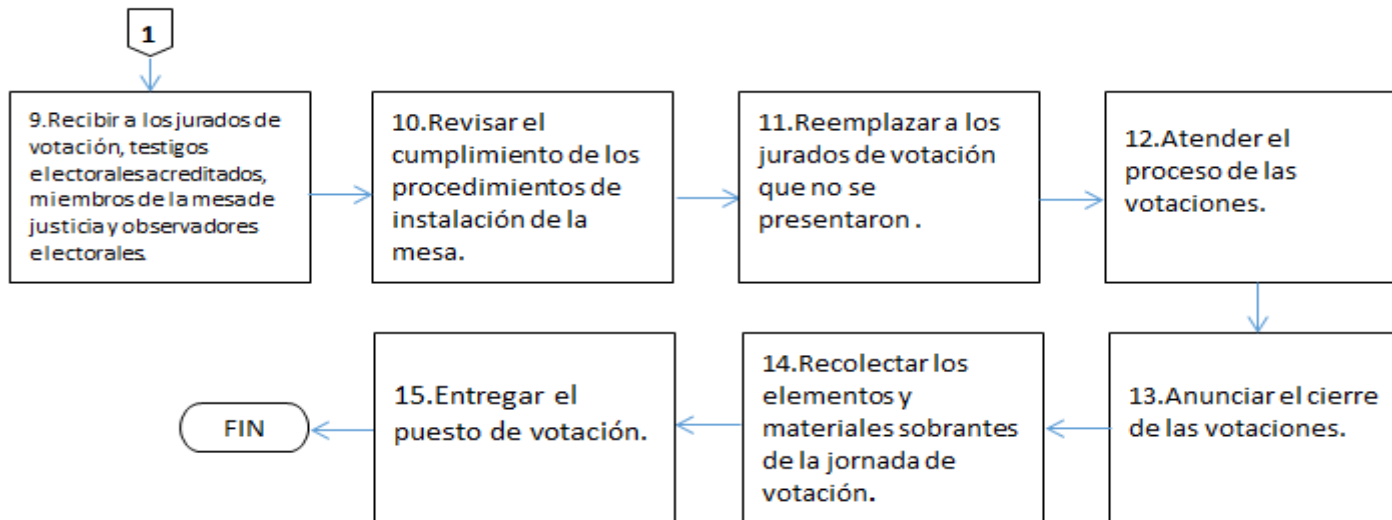 1
9.Recibir a los jurados de
votación, testigos
electorales acreditados,
miembros de la mesa de
justicia y observadores
electorales.
10.Revisar el
cumplimiento de los
procedimientos de
instalación de la
mesa.
11.Reemplazar a los
jurados de votación
que no se
presentaron .
12.Atender el
proceso de las
votaciones.
13.Anunciar el cierre
de las votaciones.
14.Recolectar los
elementos y
materiales sobrantes
de la jornada de
votación.
15.Entregar el
puesto de votación.
FIN